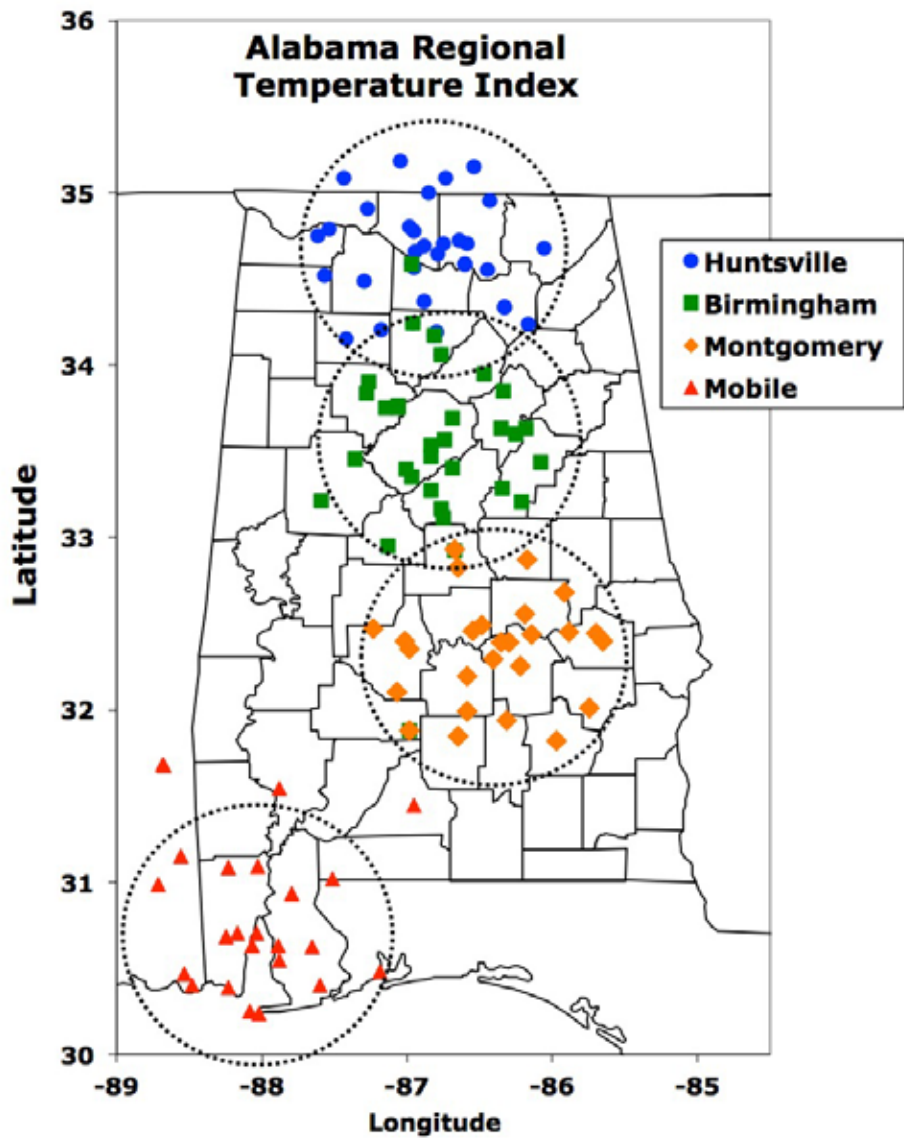 Alabama Regional
Temperature Index
36
35
34
33
32
31
30
Latitude
Huntsville
Birmingham
Montgomery
Mobile
-89 -88 -87 -86 -85
Longitude